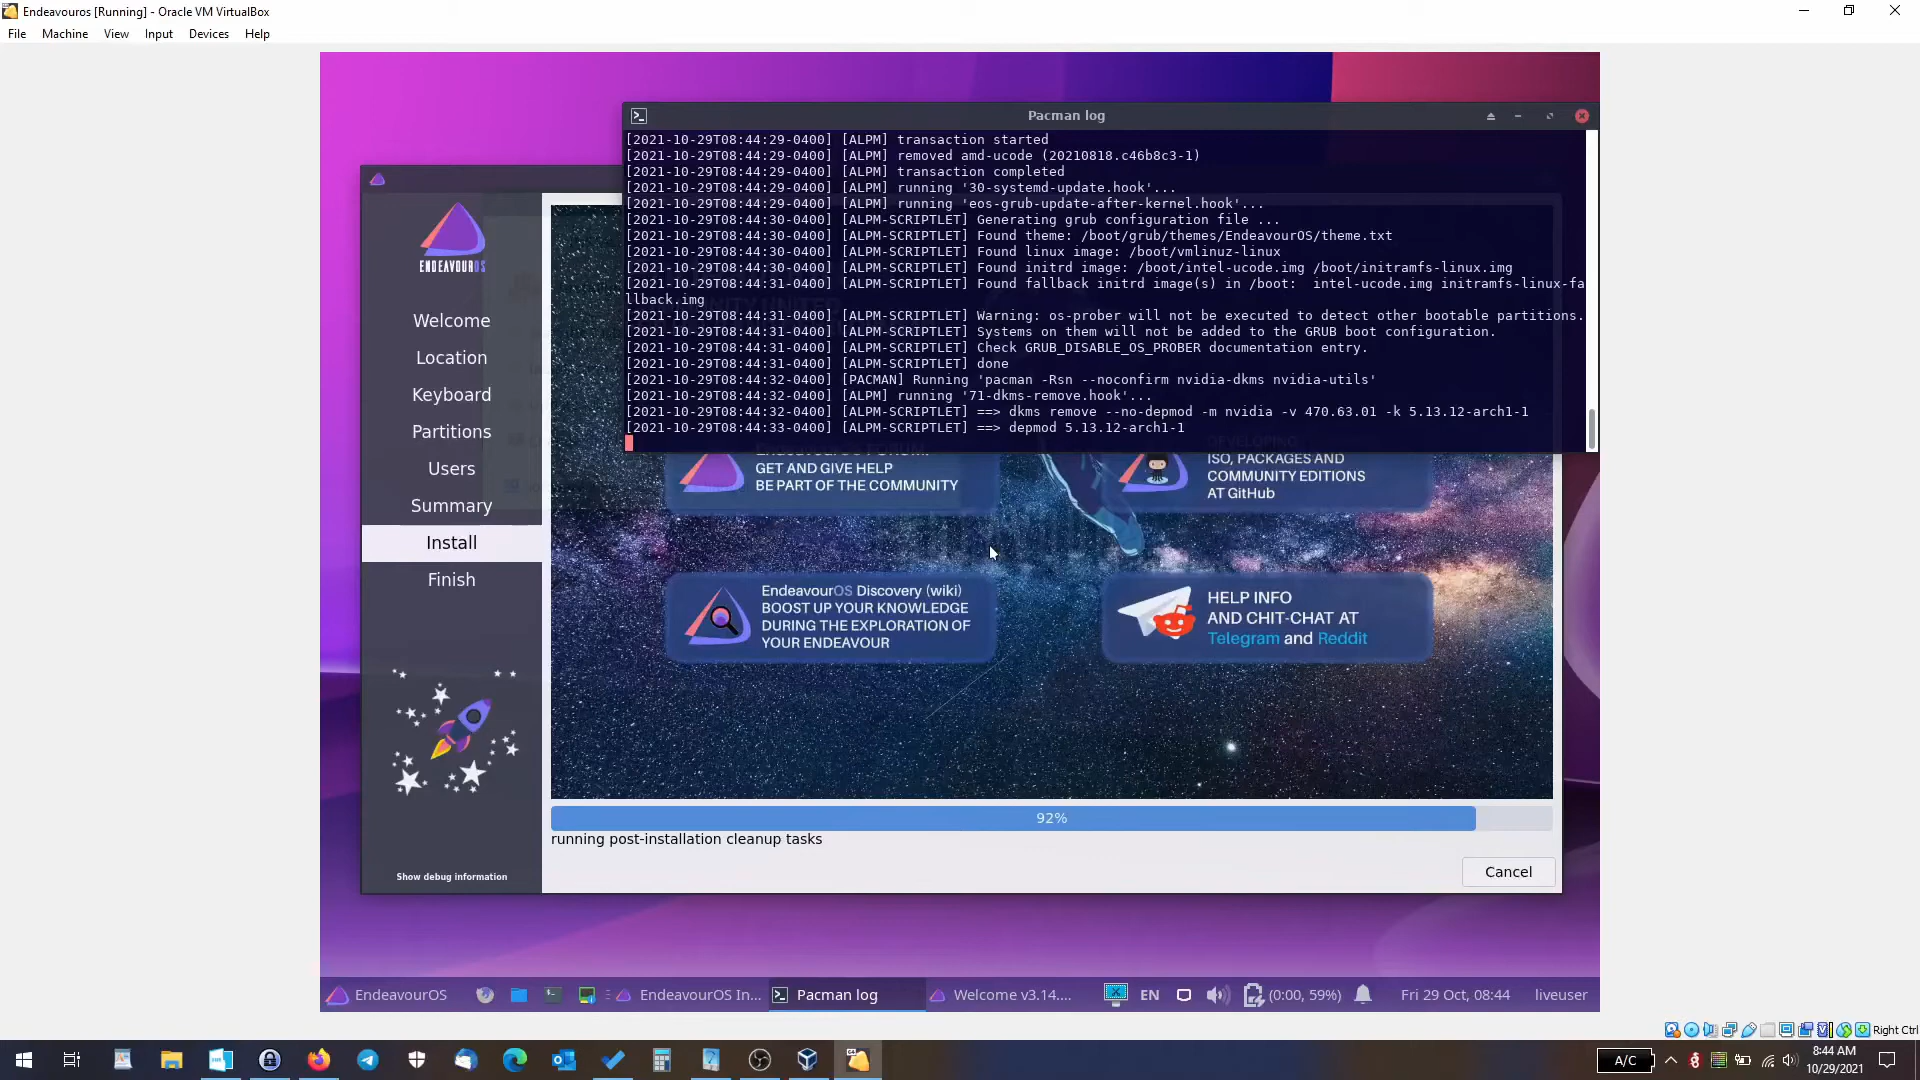 Endeavouros [Running] - Oracle VM VirtualBox
File Machine View Input Devices Help
Pacman log
[2021-10-29T08:44:29-0400] [ALPM] transaction started
[2021-10-29T08:44:29-0400] [ALPM] removed amd-ucode (20210818.c46b8c3-1)
[2021-10-29T08:44:29-0400] [ALPM] transaction completed
[2021-10-29T08:44:29-0400] [ALPM] running '30-systemd-update.hook'...
[2021-10-29T08:44:29-0400] [ALPM] running 'eos-grub-update-after-kernel.hook'...
[2021-10-29T08:44:30-0400] [ALPM-SCRIPTLET] Generating grub configuration file ...
[2021-10-29T08:44:30-0400] [ALPM-SCRIPTLET] Found theme: /boot/grub/themes/EndeavourOS/theme.txt
[2021-10-29T08:44:30-0400] [ALPM-SCRIPTLET] Found linux image: /boot/vmlinuz-linux
[2021-10-29T08:44:30-0400] [ALPM-SCRIPTLET] Found initrd image: /boot/intel-ucode.img /boot/initramfs-linux.img
[2021-10-29T08:44:31-0400] [ALPM-SCRIPTLET] Found fallback initrd image(s) in /boot:  intel-ucode.img initramfs-linux-fa
llback.img
[2021-10-29T08:44:31-0400] [ALPM-SCRIPTLET] Warning: os-prober will not be executed to detect other bootable partitions.
[2021-10-29T08:44:31-0400] [ALPM-SCRIPTLET] Systems on them will not be added to the GRUB boot configuration.
[2021-10-29T08:44:31-0400] [ALPM-SCRIPTLET] Check GRUB_DISABLE_OS_PROBER documentation entry.
[2021-10-29T08:44:31-0400] [ALPM-SCRIPTLET] done
[2021-10-29T08:44:32-0400] [PACMAN] Running 'pacman -Rsn --noconfirm nvidia-dkms nvidia-utils'
[2021-10-29T08:44:32-0400] [ALPM] running '71-dkms-remove.hook'...
[2021-10-29T08:44:32-0400] [ALPM-SCRIPTLET] ==> dkms remove --no-depmod -m nvidia -v 470.63.01 -k 5.13.12-arch1-1
[2021-10-29T08:44:33-0400] [ALPM-SCRIPTLET] ==> depmod 5.13.12-arch1-1
ENDEAVOUROS
Welcome
Location
Keyboard
Partitions
Users
Summary
Install
Finish
Show debug information
EndeavourOS FORUM:
GET AND GIVE HELP
BE PART OF THE COMMUNITY
DEVELOPING
ISO, PACKAGES AND
COMMUNITY EDITIONS
AT GitHub
EndeavourOS Discovery (wiki)
BOOST UP YOUR KNOWLEDGE
DURING THE EXPLORATION OF
YOUR ENDEAVOUR
HELP INFO
AND CHIT-CHAT AT
Telegram and Reddit
92%
running post-installation cleanup tasks
Cancel
EndeavourOS
EndeavourOS In...
Pacman log
Welcome v3.14....
EN
(0:00, 59%)
Fri 29 Oct, 08:44
liveuser
Right Ctrl
A/C
8:44 AM
10/29/2021